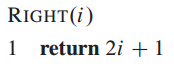 RIGHT(i)
1 return 2i + 1